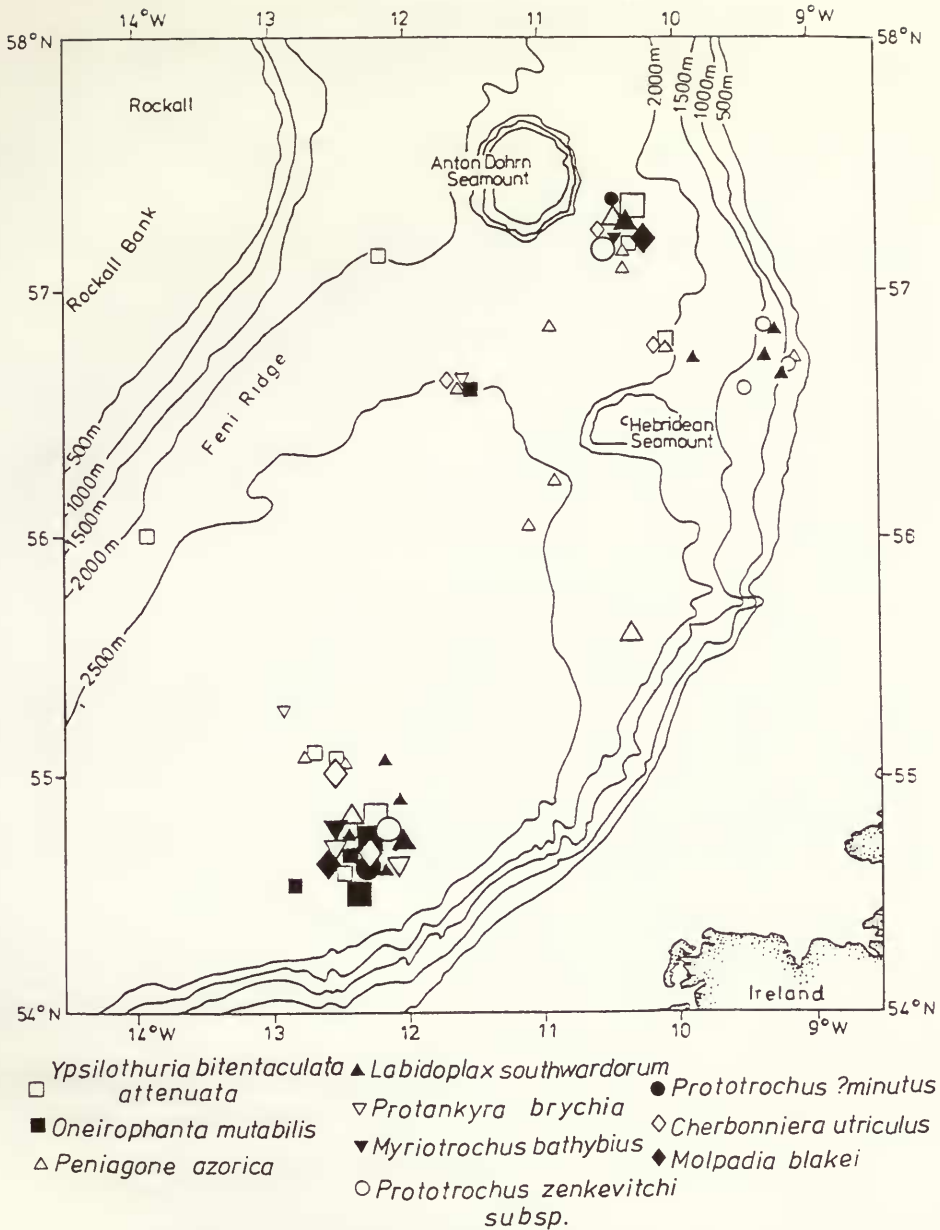 14°W 13 12 11 10 9°W
58°N 58°N
Rockall
2000m
1500m
1000m
500m
Anton Dohrn
Seamount
Rockall Bank
57 57
Feni Ridge
Hebridean
Seamount
500m
1000m
1500m
2000m
56 56
2500m
55 55
Ireland
54°N 54°N
14°W 13 12 11 10 9°W
Ypsilothuria bitentaculata
attenuata
Oneirophanta mutabilis
Peniagone azorica
Labidoplax southwardorum
Protankyra brychia
Myriotrochus bathybius
Prototrochus zenkevitchi
subsp.
Prototrochus ?minutus
Cherbonniera utriculus
Molpadia blakei